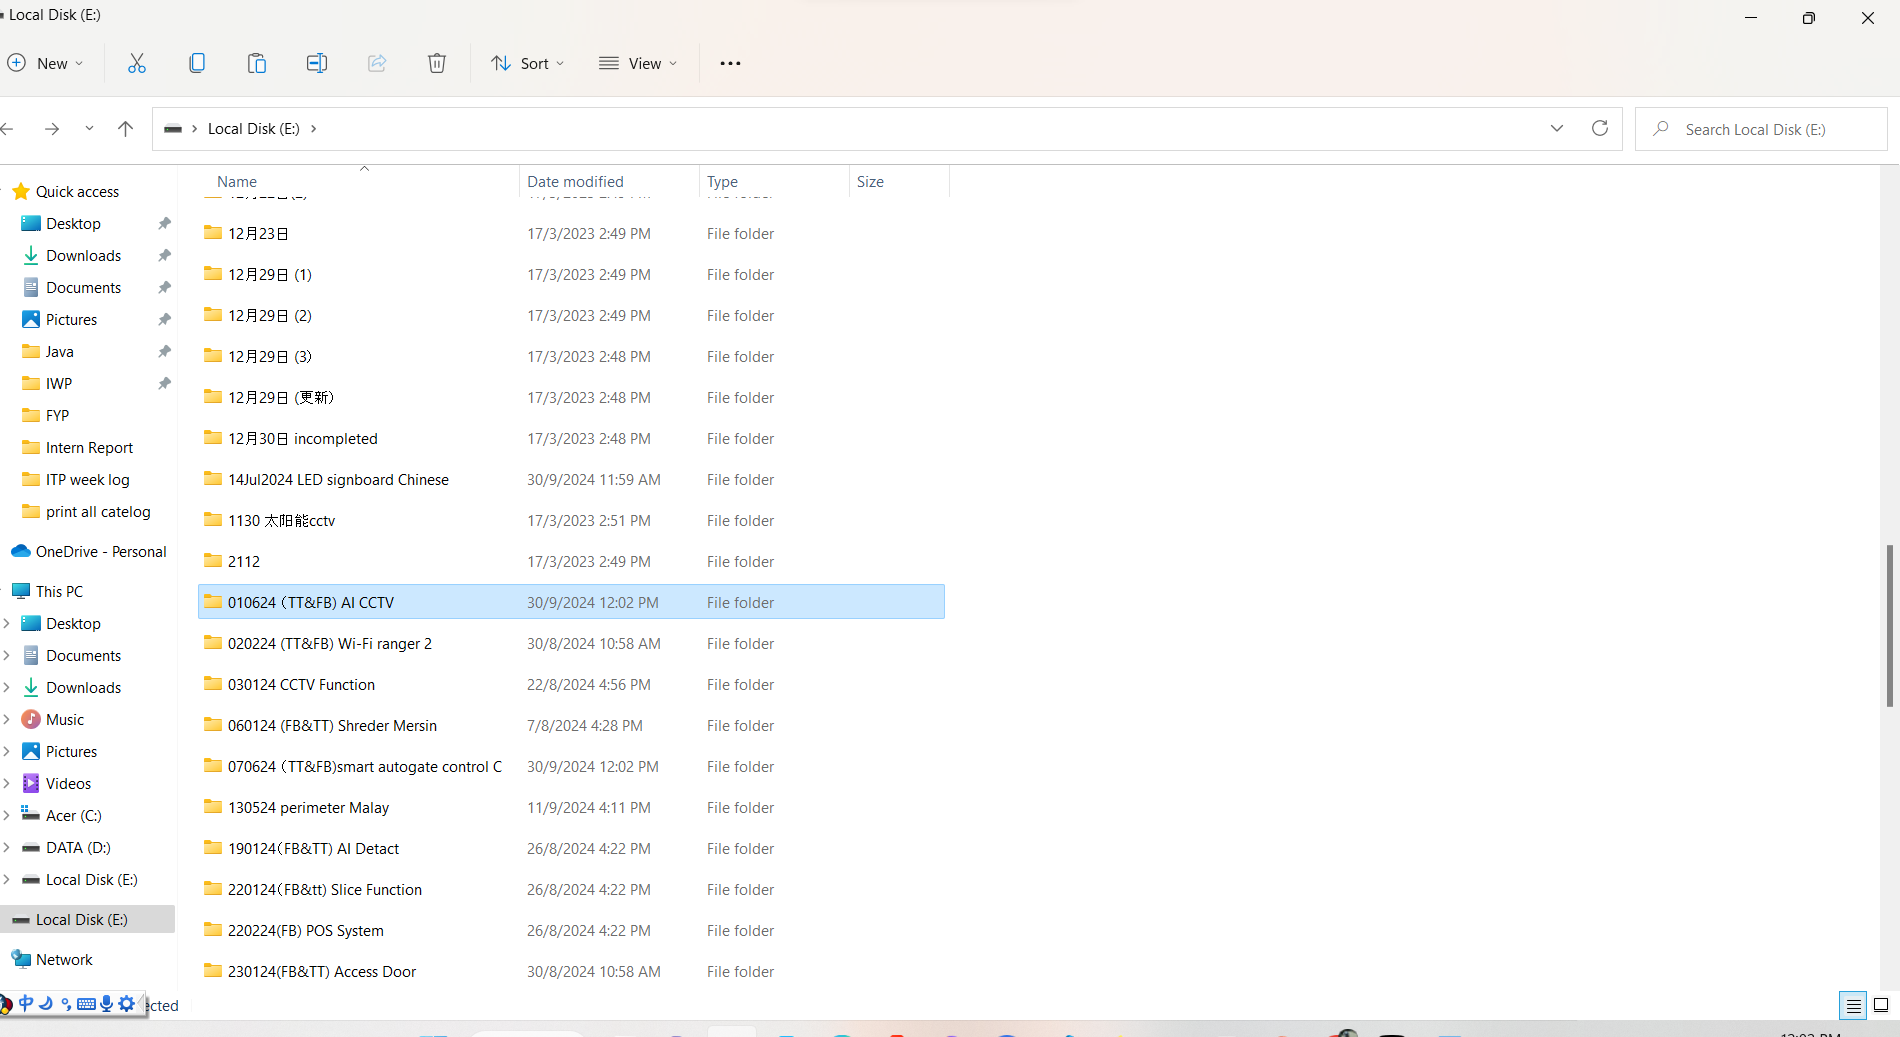 Local Disk (E:)
New
Sort
View
Local Disk (E:)
Search Local Disk (E:)
Name Date modified Type Size
Quick access
Desktop
Downloads
Documents
Pictures
Java
IWP
FYP
Intern Report
ITP week log
print all catelog
OneDrive - Personal
This PC
Desktop
Documents
Downloads
Music
Pictures
Videos
Acer (C:)
DATA (D:)
Local Disk (E:)
Local Disk (E:)
Network
12月23日 17/3/2023 2:49 PM File folder
12月29日 (1) 17/3/2023 2:49 PM File folder
12月29日 (2) 17/3/2023 2:49 PM File folder
12月29日 (3) 17/3/2023 2:48 PM File folder
12月29日 (更新) 17/3/2023 2:48 PM File folder
12月30日 incompleted 17/3/2023 2:48 PM File folder
14Jul2024 LED signboard Chinese 30/9/2024 11:59 AM File folder
1130 太阳能cctv 17/3/2023 2:51 PM File folder
2112 17/3/2023 2:49 PM File folder
010624（TT&FB) AI CCTV 30/9/2024 12:02 PM File folder
020224 (TT&FB) Wi-Fi ranger 2 30/8/2024 10:58 AM File folder
030124 CCTV Function 22/8/2024 4:56 PM File folder
060124 (FB&TT) Shreder Mersin 7/8/2024 4:28 PM File folder
070624（TT&FB)smart autogate control C 30/9/2024 12:02 PM File folder
130524 perimeter Malay 11/9/2024 4:11 PM File folder
190124（FB&TT) AI Detact 26/8/2024 4:22 PM File folder
220124（FB&tt) Slice Function 26/8/2024 4:22 PM File folder
220224(FB) POS System 26/8/2024 4:22 PM File folder
230124(FB&TT) Access Door 30/8/2024 10:58 AM File folder
中
ected